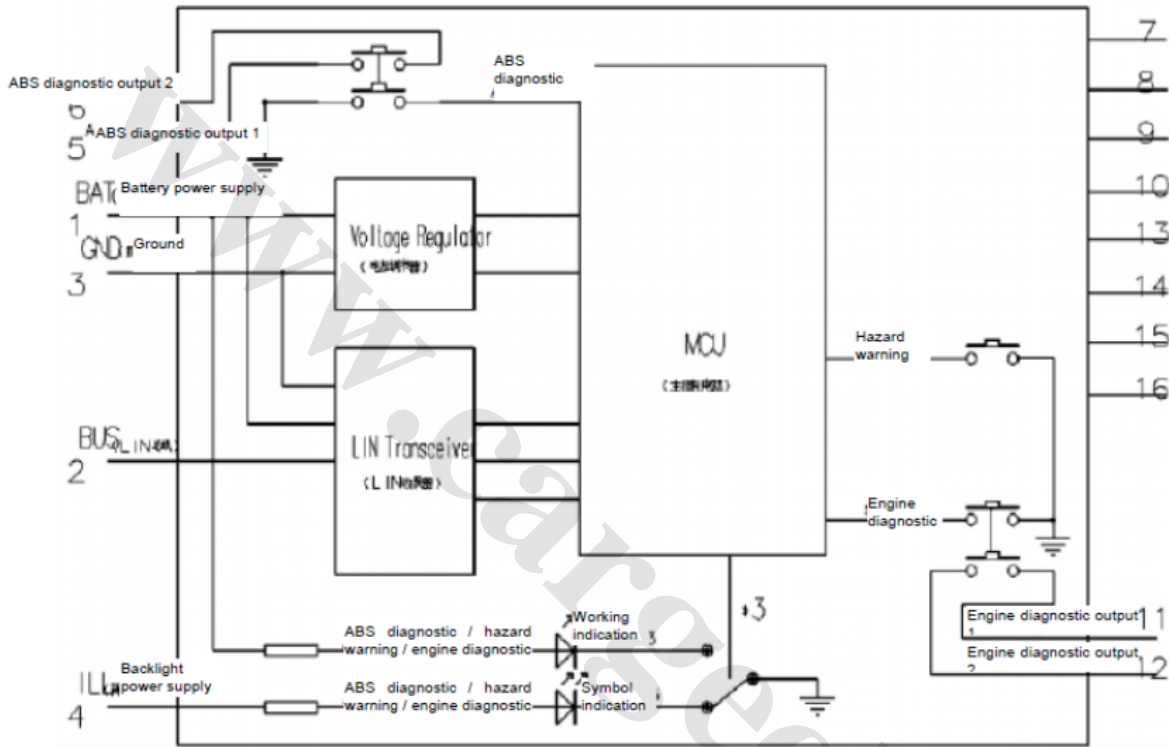 7
ABS
diagnostic
ABS diagnostic output 2
8
6
ABS diagnostic output 1
5
9
BAT
Battery power supply
10
1
Voltage Regulator
GND
Ground
13
3
14
MCU
Hazard
warning
15
16
BUS
2
LIN Transceiver
Engine
diagnostic
*3
ABS diagnostic / hazard
warning / engine diagnostic
Working
indication 3
Engine diagnostic output
1
11
Engine diagnostic output
2
12
ILL
Backlight
power supply
4
ABS diagnostic / hazard
warning / engine diagnostic
Symbol
indication
www.cargee